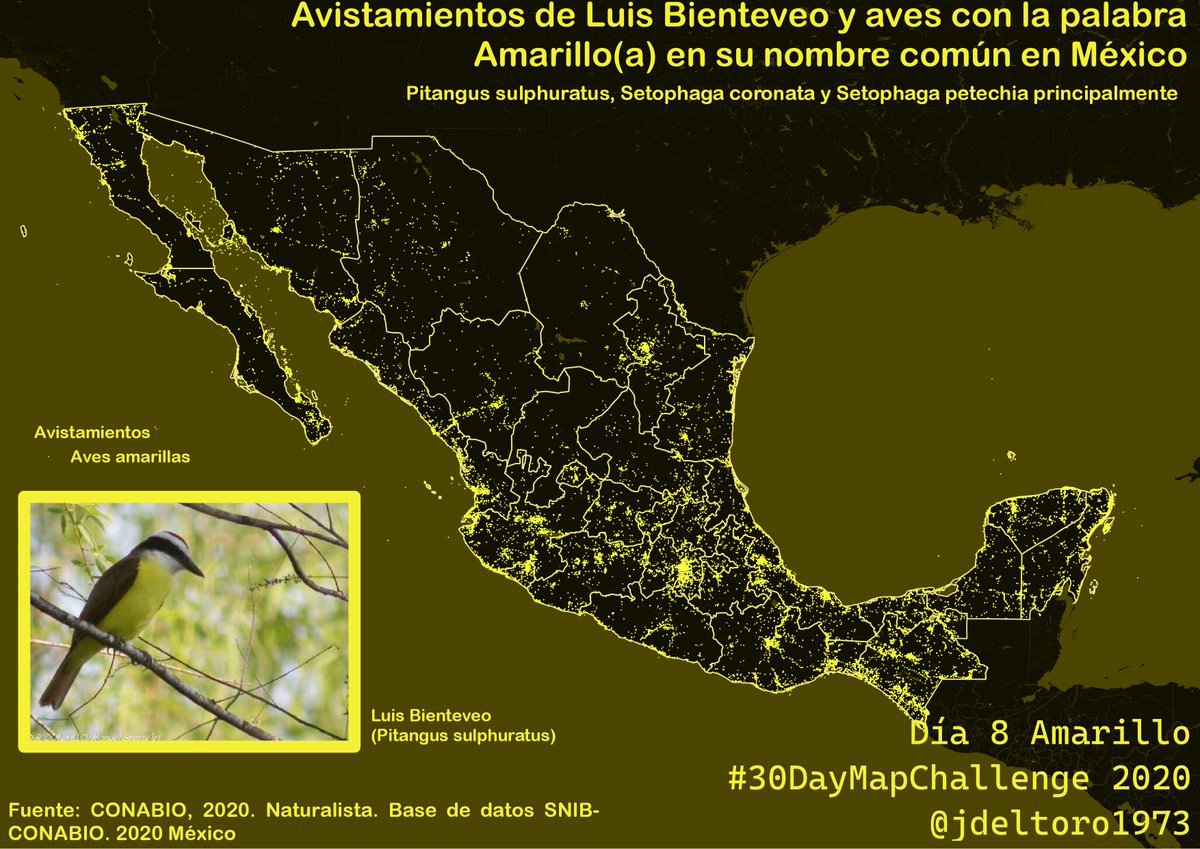 Avistamientos de Luis Bienteveo y aves con la palabra
Amarillo(a) en su nombre común en México
Pitangus sulphuratus, Setophaga coronata y Setophaga petechia principalmente
Avistamientos
Aves amarillas
Luis Bienteveo
(Pitangus sulphuratus)
Día 8 Amarillo
#30DayMapChallenge 2020
@jdeltoro1973
Fuente: CONABIO, 2020. Naturalista. Base de datos SNIB-
CONABIO. 2020 México